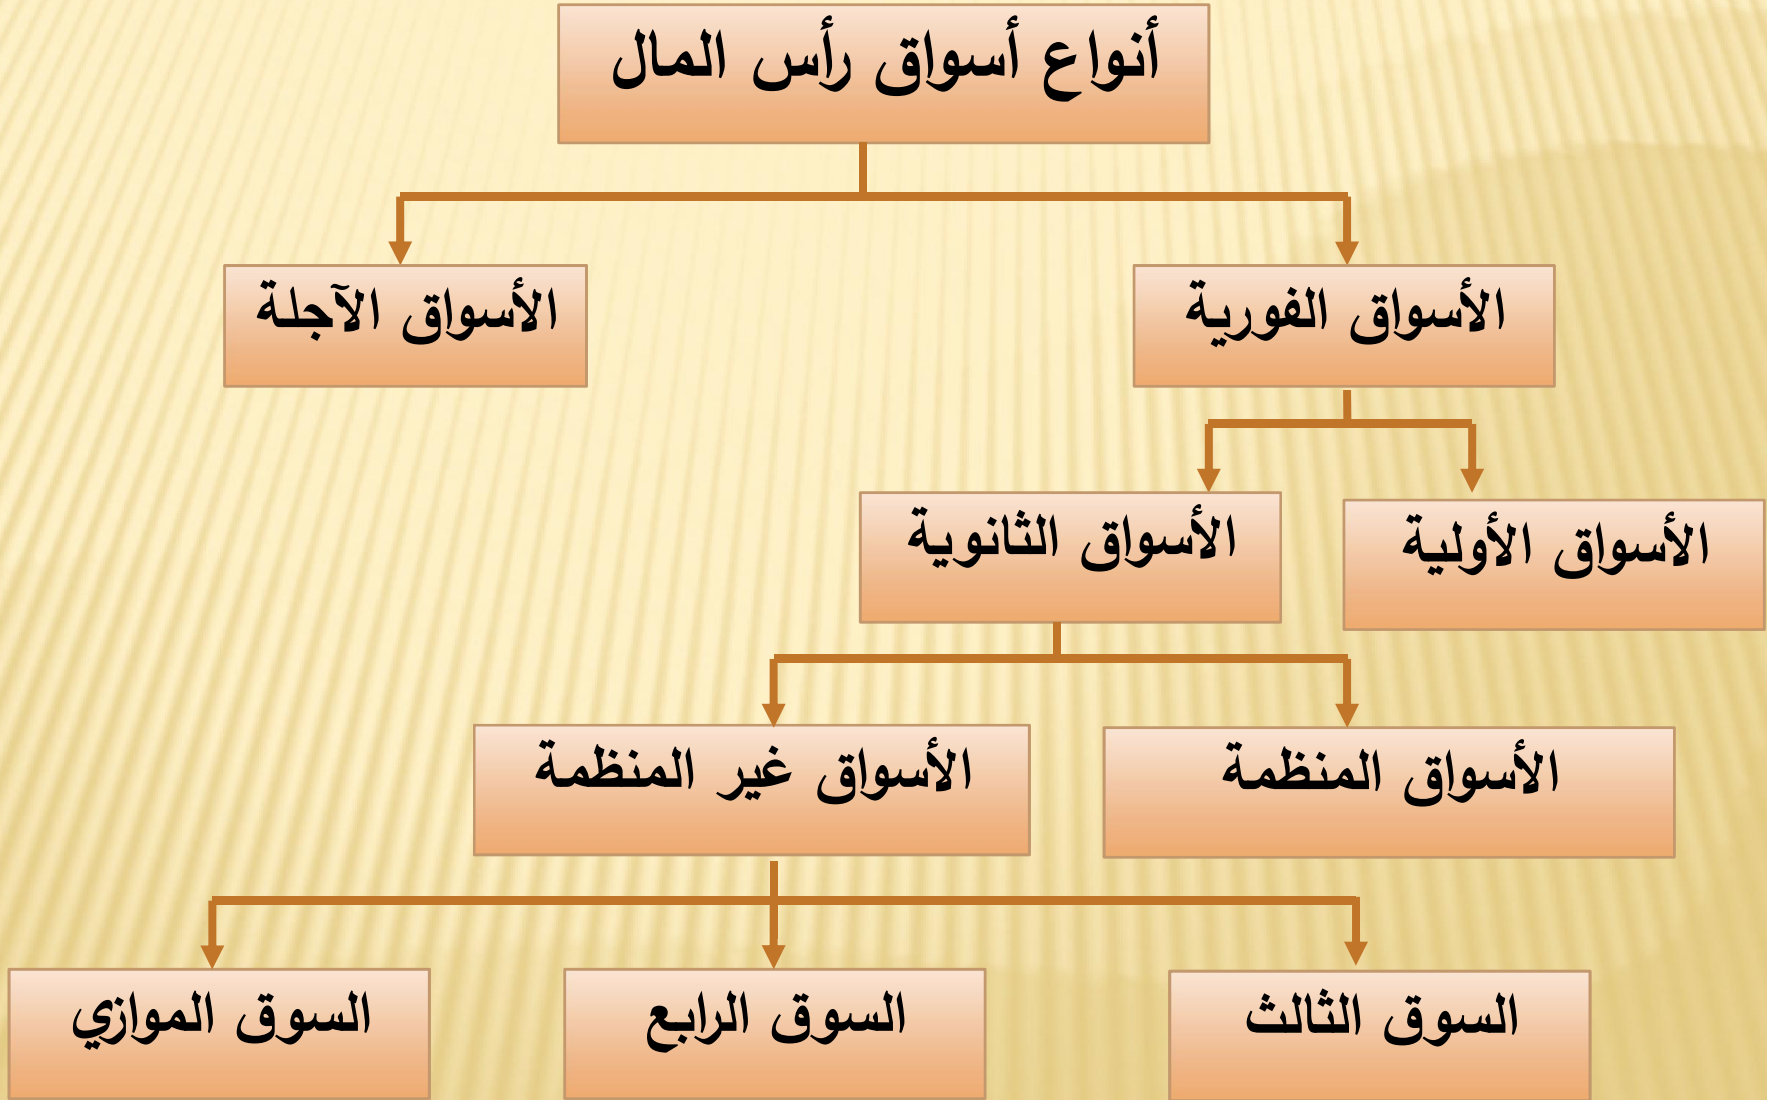 أنواع أسواق رأس المال
الأسواق الفورية
الأسواق الآجلة
الأسواق الأولية
الأسواق الثانوية
الأسواق المنظمة
الأسواق غير المنظمة
السوق الثالث
السوق الرابع
السوق الموازي